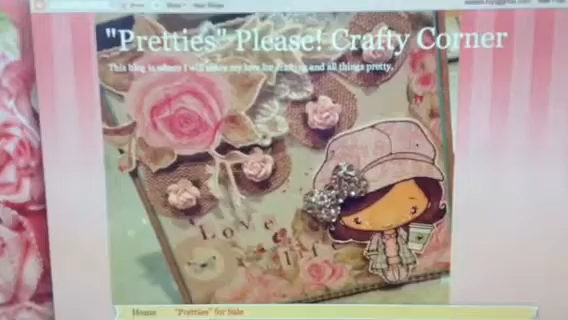 "Pretties" Please! Crafty Corner
This blog is where I will share my love for crafting and all things pretty.
Love
life
Home "Pretties" for Sale